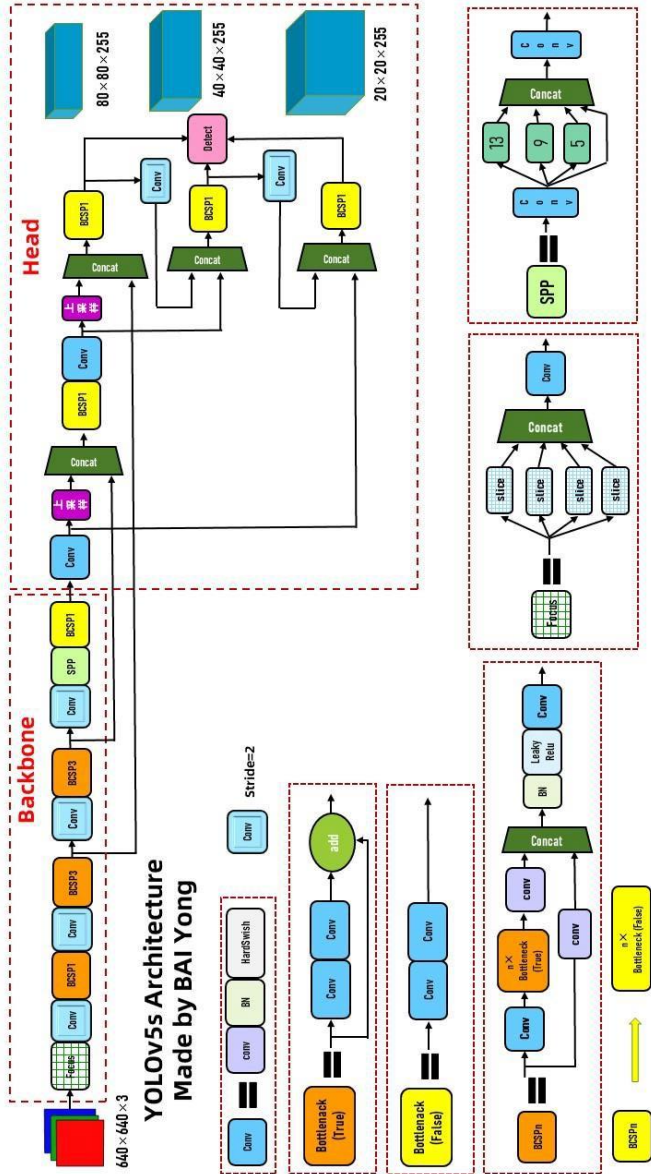 Backbone
Head
640×640×3
Focus
Conv
BCSP1
Conv
BCSP3
Conv
BCSP3
Conv
SPP
BCSP1
Conv
上采样
Concat
BCSP1
Conv
上采样
Concat
BCSP1
Conv
Concat
BCSP1
Conv
Concat
BCSP1
Detect
80×80×255
40×40×255
20×20×255
YOLOv5s Architecture
Made by BAI Yong
Conv
conv
BN
HardSwish
Conv
Stride=2
Bottlenack
(True)
Conv
Conv
add
Bottlenack
(False)
Conv
Conv
BCSPn
Conv
n×
Bottleneck
(True)
conv
conv
Concat
BN
Leaky
Relu
Conv
BCSPn
n×
Bottleneck(False)
Focus
slice
slice
slice
slice
Concat
Conv
SPP
Conv
13
9
5
Concat
Conv